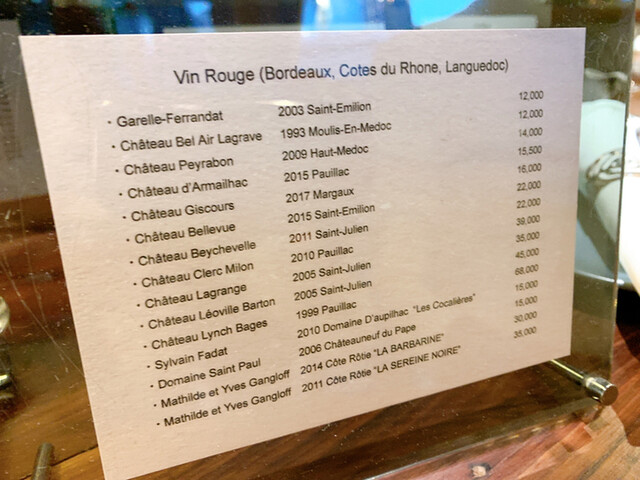 Vin Rouge (Bordeaux, Cotes du Rhone, Languedoc)
・Garelle-Ferrandat 2003 Saint-Emilion 12,000
・Château Bel Air Lagrave 1993 Moulis-En-Medoc 12,000
・Château Peyrabon 2009 Haut-Medoc 14,000
・Château d'Armailhac 2015 Pauillac 15,500
・Château Giscours 2017 Margaux 16,000
・Château Bellevue 2015 Saint-Emilion 22,000
・Château Beychevelle 2011 Saint-Julien 22,000
・Château Clerc Milon 2010 Pauillac 39,000
・Château Lagrange 2005 Saint-Julien 35,000
・Château Léoville Barton 2005 Saint-Julien 45,000
・Château Lynch Bages 1999 Pauillac 68,000
・Sylvain Fadat 2010 Domaine D'aupilhac "Les Cocalières" 15,000
・Domaine Saint Paul 2006 Châteauneuf du Pape 15,000
・Mathilde et Yves Gangloff 2014 Côte Rôtie "LA BARBARINE" 30,000
・Mathilde et Yves Gangloff 2011 Côte Rôtie "LA SEREINE NOIRE" 35,000